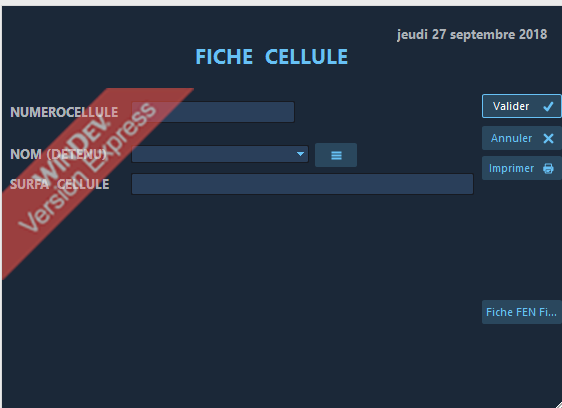 jeudi 27 septembre 2018
FICHE CELLULE
NUMEROCELLULE
Valider
Annuler
NOM (DETENU)
Imprimer
SURFA CELLULE
WINDEV
Version Express
Fiche FEN Fi...